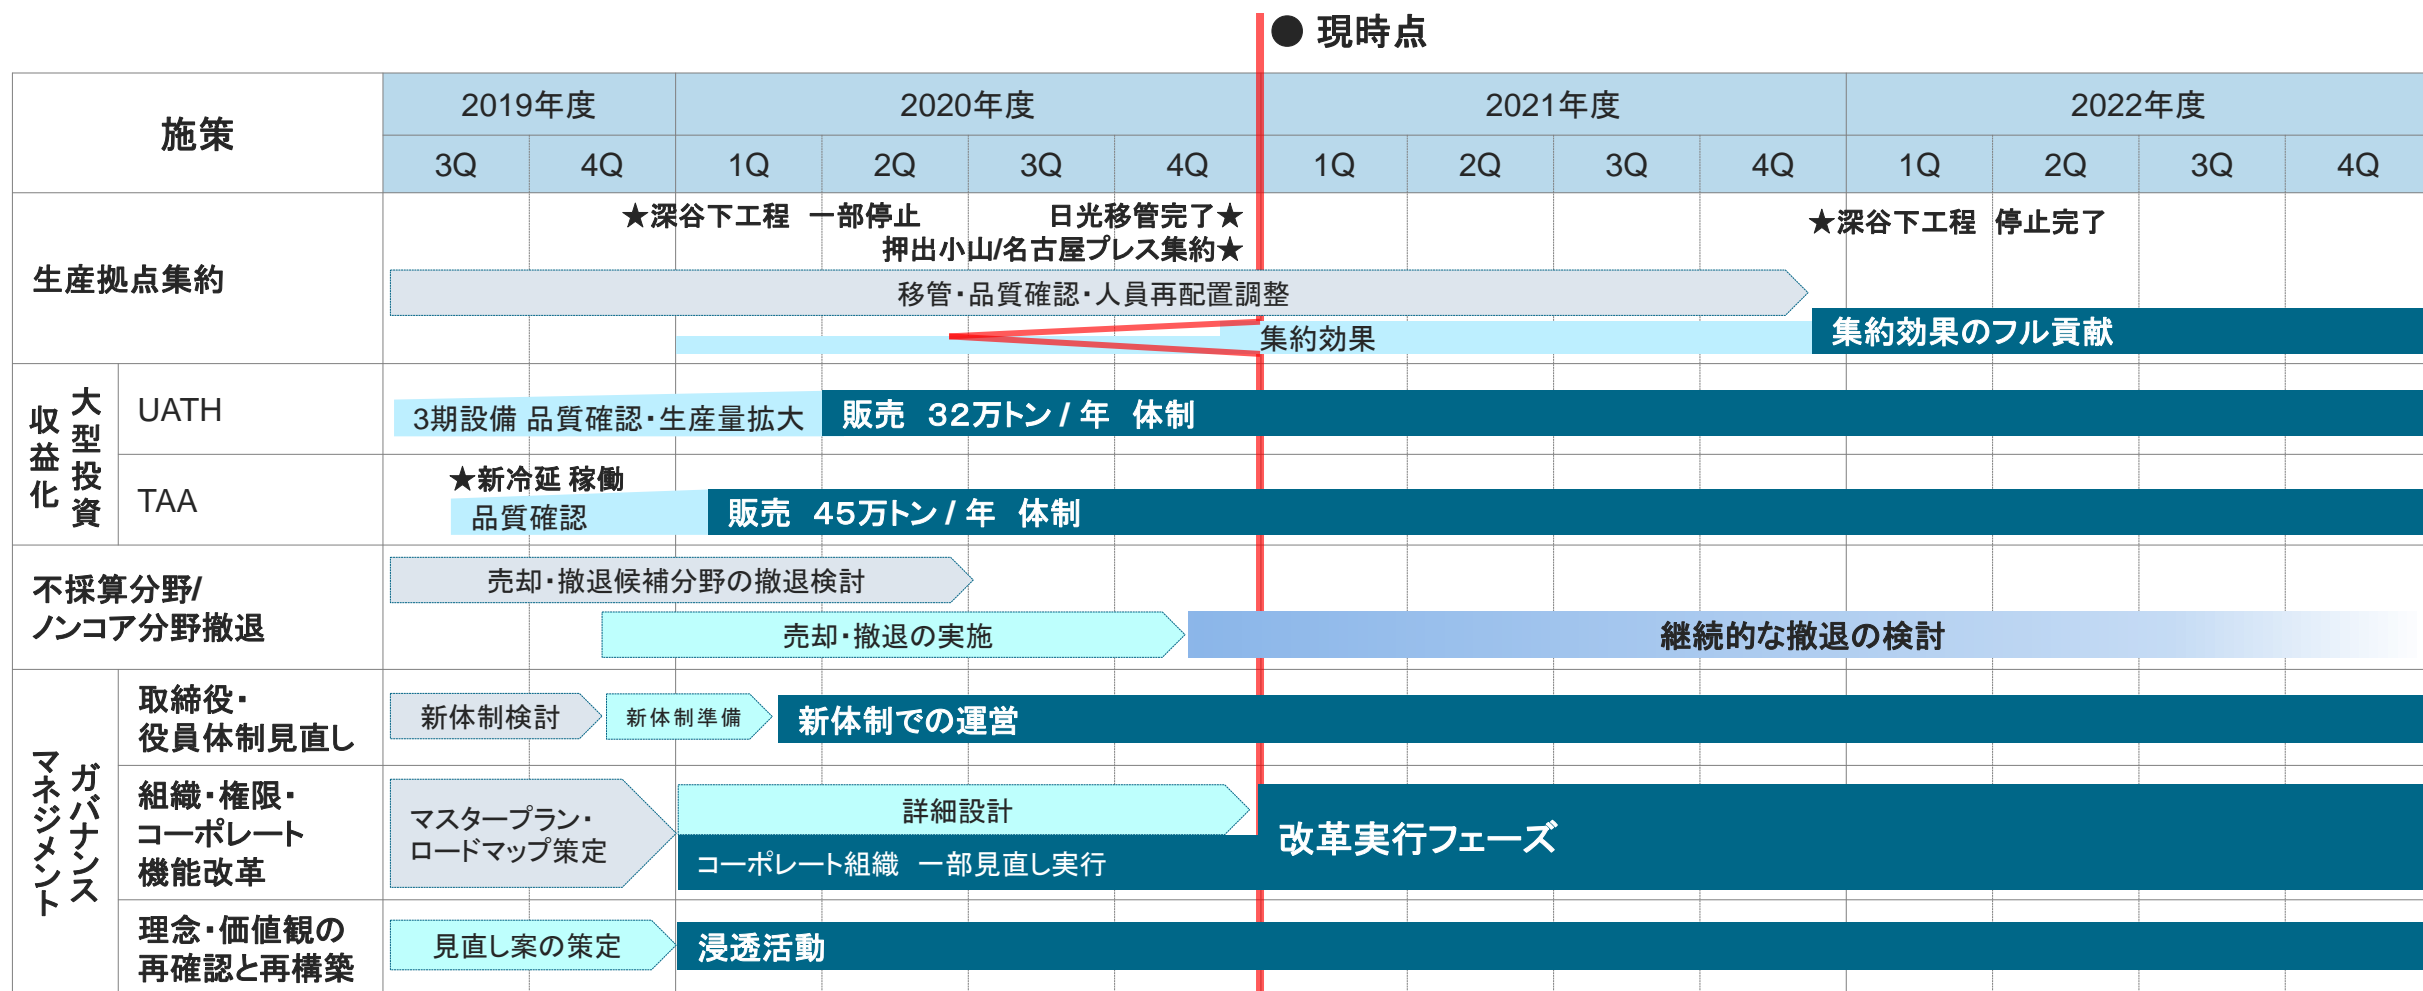 ● 現時点
施策
2019年度
2020年度
2021年度
2022年度
3Q
4Q
1Q
2Q
3Q
4Q
1Q
2Q
3Q
4Q
1Q
2Q
3Q
4Q
生産拠点集約
★深谷下工程 一部停止
日光移管完了★
押出小山/名古屋プレス集約★
★深谷下工程 停止完了
移管・品質確認・人員再配置調整
集約効果
集約効果のフル貢献
大型投資
収益化
UATH
3期設備 品質確認・生産量拡大
販売 32万トン / 年 体制
TAA
★新冷延 稼働
品質確認
販売 45万トン / 年 体制
不採算分野/
ノンコア分野撤退
売却・撤退候補分野の撤退検討
売却・撤退の実施
継続的な撤退の検討
ガバナンス
マネジメント
取締役・
役員体制見直し
新体制検討
新体制準備
新体制での運営
組織・権限・
コーポレート
機能改革
マスタープラン・
ロードマップ策定
詳細設計
コーポレート組織 一部見直し実行
改革実行フェーズ
理念・価値観の
再確認と再構築
見直し案の策定
浸透活動